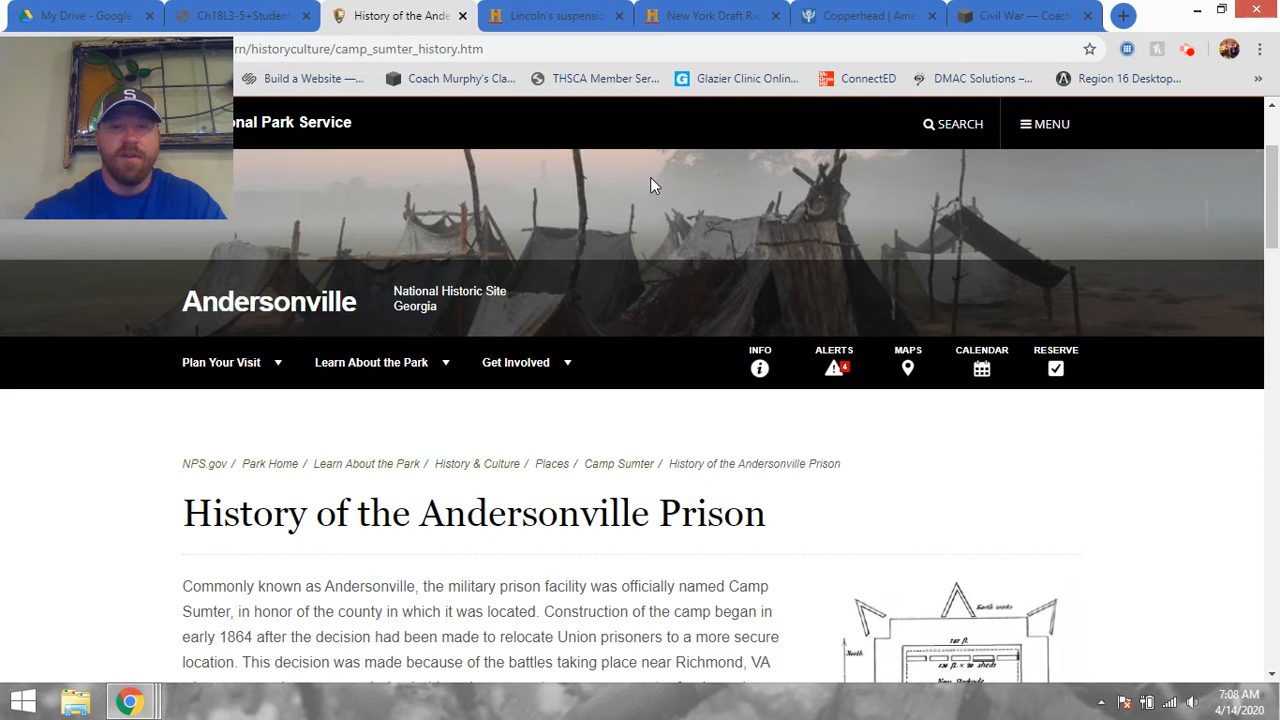 My Drive - Google
Ch18L3-5+Student
History of the Ande
Lincoln's suspensio
New York Draft Rio
Copperhead | Ame
Civil War — Coach
rn/historyculture/camp_sumter_history.htm
Build a Website —...
Coach Murphy's Cla...
THSCA Member Ser...
Glazier Clinic Onlin...
ConnectED
DMAC Solutions –...
Region 16 Desktop...
»
onal Park Service
SEARCH
MENU
Andersonville
National Historic Site
Georgia
Plan Your Visit
Learn About the Park
Get Involved
INFO
ALERTS
4
MAPS
CALENDAR
RESERVE
NPS.gov / Park Home / Learn About the Park / History & Culture / Places / Camp Sumter / History of the Andersonville Prison
History of the Andersonville Prison
Commonly known as Andersonville, the military prison facility was officially named Camp
Sumter, in honor of the county in which it was located. Construction of the camp began in
early 1864 after the decision had been made to relocate Union prisoners to a more secure
location. This decision was made because of the battles taking place near Richmond, VA
Earth works
North
7:08 AM
4/14/2020